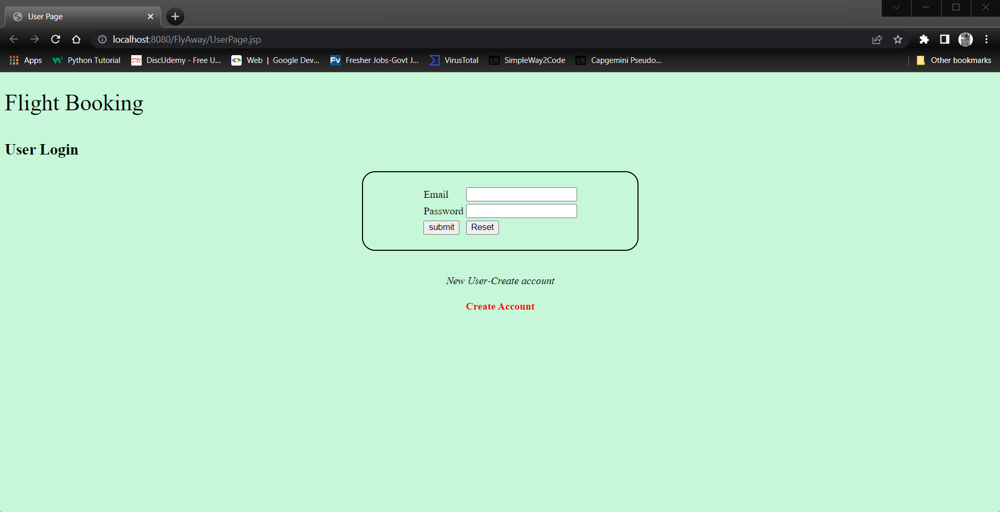 User Page
localhost:8080/FlyAway/UserPage.jsp
Apps Python Tutorial DU DiscUdemy - Free U... Web | Google Dev... Fv Fresher Jobs-Govt J... VirusTotal SimpleWay2Code Capgemini Pseudo... Other bookmarks
Flight Booking
User Login
Email
Password
submit Reset
New User-Create account
Create Account